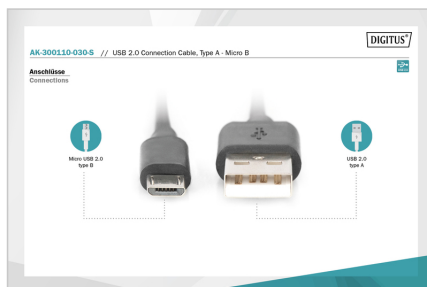 DIGITUS®
AK-300110-030-S // USB 2.0 Connection Cable, Type A - Micro B
Anschlüsse
Connections
Micro USB 2.0
type B
USB 2.0
type A